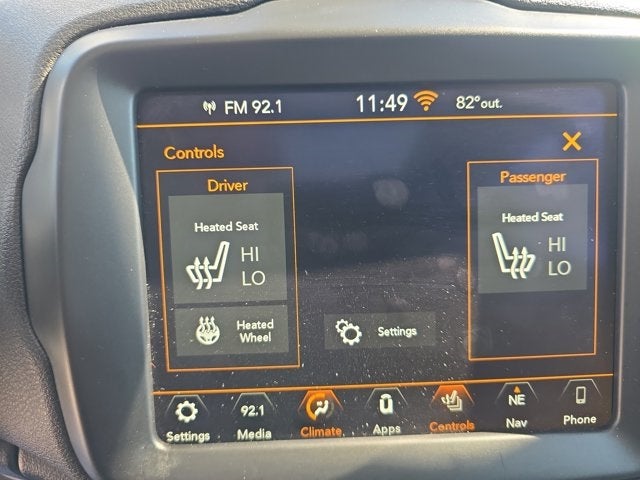 FM 92.1 11:49 82°out.
Controls
Driver
Heated Seat
HI
LO
Heated
Wheel
Settings
Passenger
Heated Seat
HI
LO
Settings
92.1
Media
Climate
Apps
Controls
NE
Nav
Phone